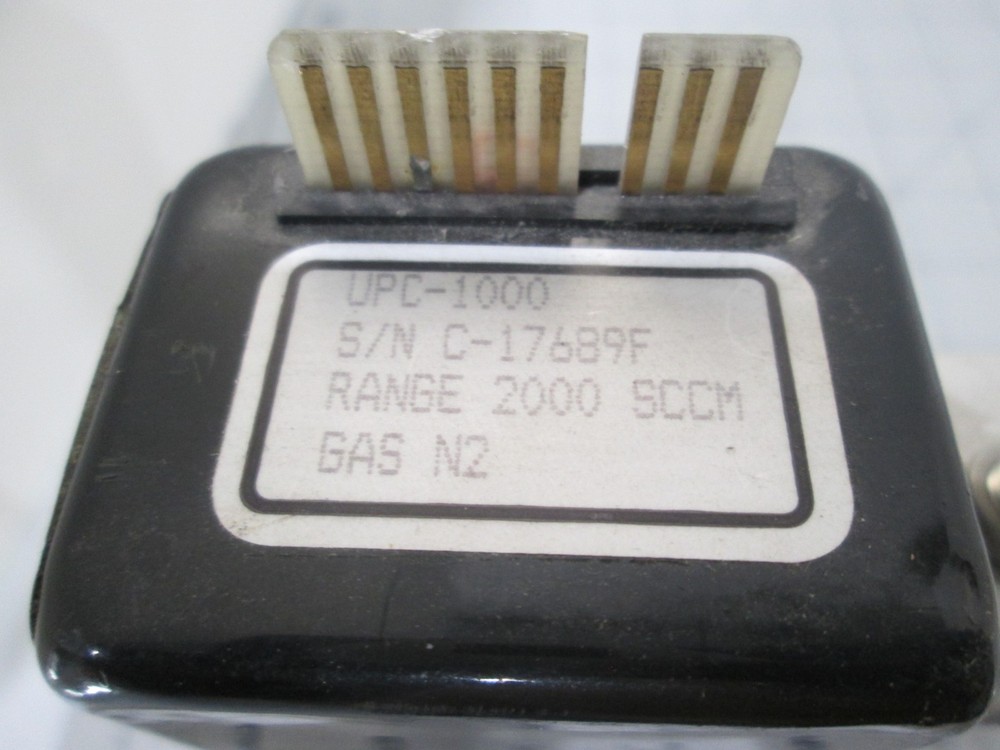 UPC-1000
S/N C-17689F
RANGE 2000 SCCM
GAS N2